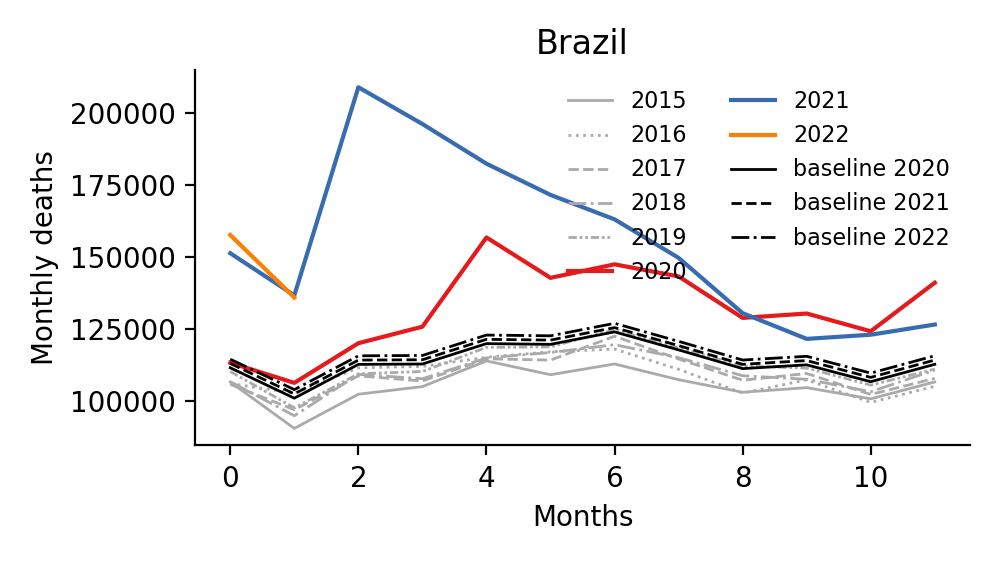 Brazil
Monthly deaths
200000
175000
150000
125000
100000
0 2 4 6 8 10
Months
2015
2016
2017
2018
2019
2020
2021
2022
baseline 2020
baseline 2021
baseline 2022